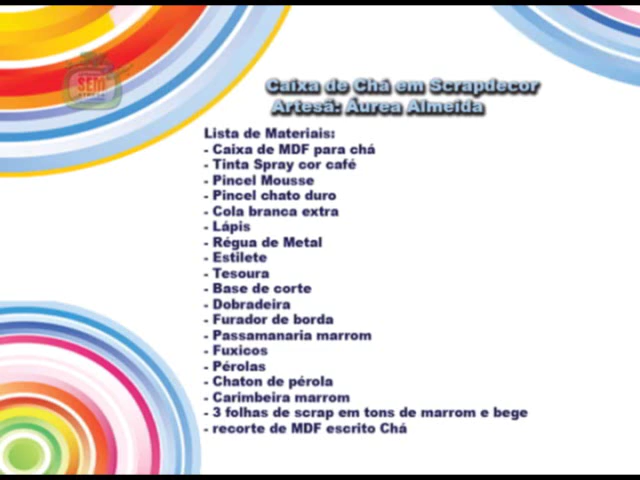 SEM
Caixa de Chá em Scrapdecor
Artesã: Áurea Almeida
Lista de Materiais:
- Caixa de MDF para chá
- Tinta Spray cor café
- Pincel Mousse
- Pincel chato duro
- Cola branca extra
- Lápis
- Régua de Metal
- Estilete
- Tesoura
- Base de corte
- Dobradeira
- Furador de borda
- Passamanaria marrom
- Fuxicos
- Pérolas
- Chaton de pérola
- Carimbeira marrom
- 3 folhas de scrap em tons de marrom e bege
- recorte de MDF escrito Chá